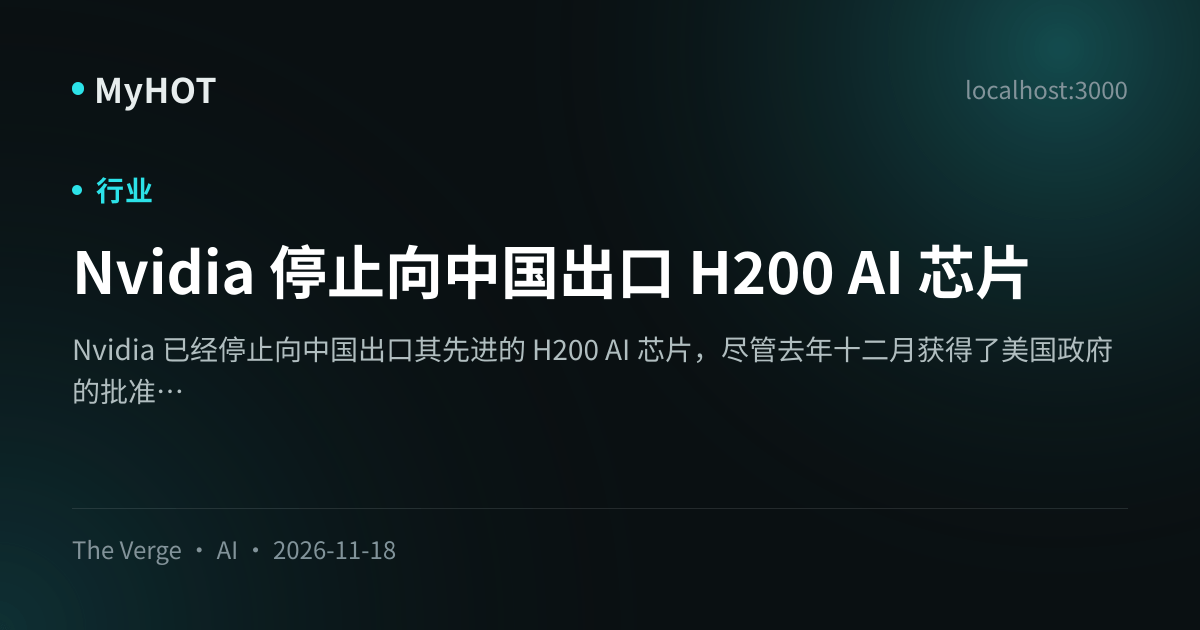 MyHOT
localhost:3000
行业
Nvidia 停止向中国出口 H200 AI 芯片
Nvidia 已经停止向中国出口其先进的 H200 AI 芯片，尽管去年十二月获得了美国政府
的批准…
The Verge · AI · 2026-11-18